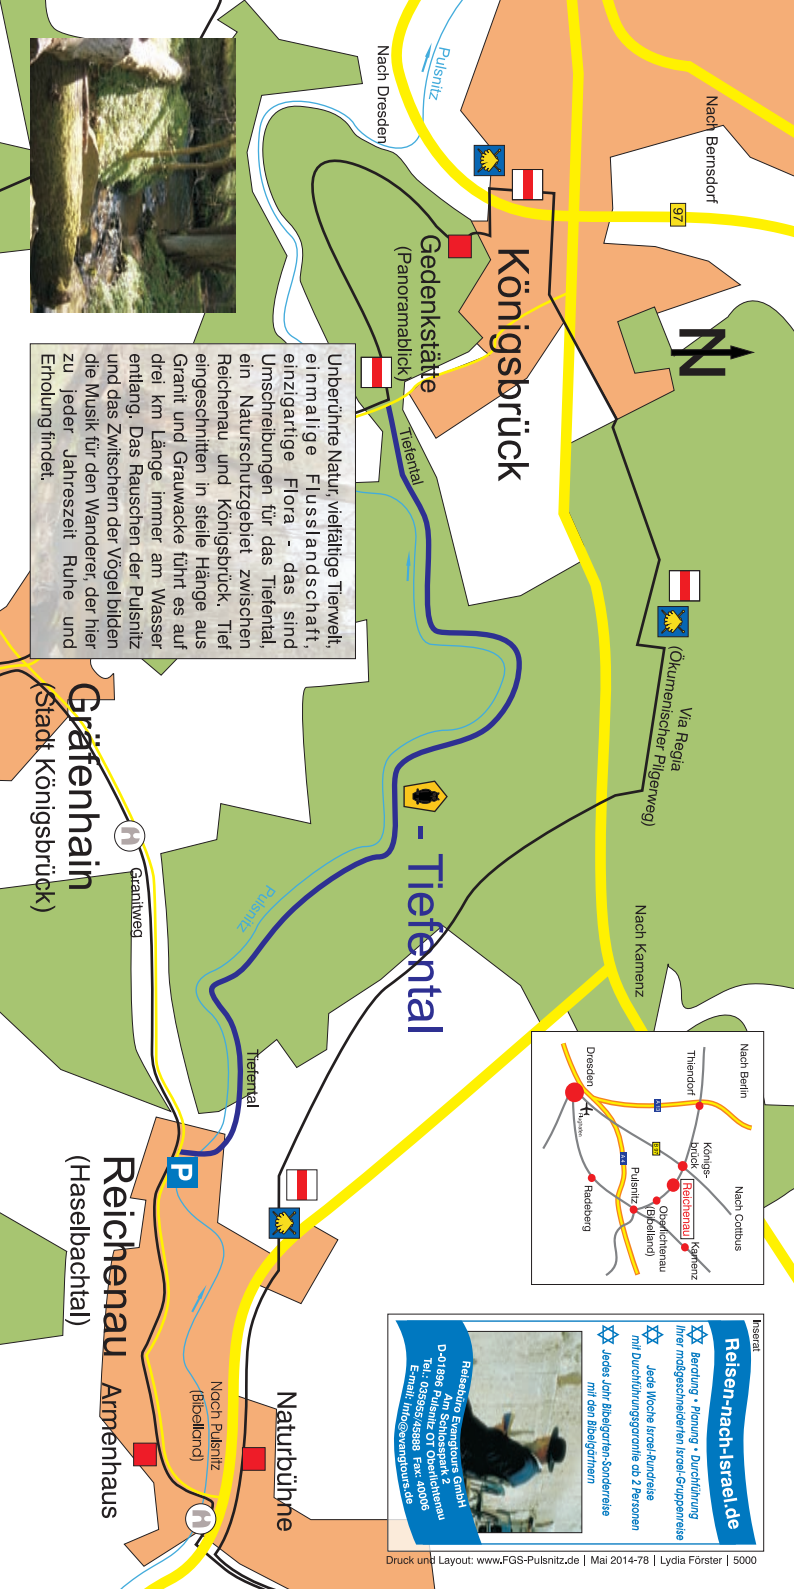 Nach Bernsdorf
97
Pulsnitz
Nach Dresden
Königsbrück
Gedenkstätte
(Panoramablick)
N
Tiefental
Unberührte Natur, vielfältige Tierwelt,
einmalige Flusslandschaft,
einzigartige Flora - das sind
Umschreibungen für das Tiefental,
ein Naturschutzgebiet zwischen
Reichenau und Königsbrück. Tief
eingeschnitten in steile Hänge aus
Granit und Grauwacke führt es auf
drei km Länge immer am Wasser
entlang. Das Rauschen der Pulsnitz
und das Zwitschern der Vögel bilden
die Musik für den Wanderer, der hier
zu jeder Jahreszeit Ruhe und
Erholung findet.
Via Regia
(Ökumenischer Pilgerweg)
- Tiefental
Nach Kamenz
Gräfenhain
(Stadt Königsbrück)
Granitweg
Pulsnitz
Tiefental
P
Reichenau
(Haselbachtal)
Armenhaus
Nach Pulsnitz
(Bibelland)
Naturbühne
Nach Berlin
Thiendorf
Dresden
Flughafen
Königs-
brück
Nach Cottbus
Reichenau
Kamenz
Oberlichtenau
(Bibelland)
Pulsnitz
Radeberg
A 4
Inserat
Reisen-nach-Israel.de
Beratung • Planung • Durchführung
Ihrer maßgeschneiderten Israel-Gruppenreise
Jede Woche Israel-Rundreise
mit Durchführungsgarantie ab 2 Personen
Jedes Jahr Bibelgarten-Sonderreise
mit den Bibelgärtnern
Reisebüro Evangtours GmbH
Am Schlosspark 2
D-01896 Pulsnitz OT Oberlichtenau
Tel.: 035955/45888 Fax: 40006
E-mail: info@evangtours.de
Druck und Layout: www.FGS-Pulsnitz.de | Mai 2014-78 | Lydia Förster | 5000